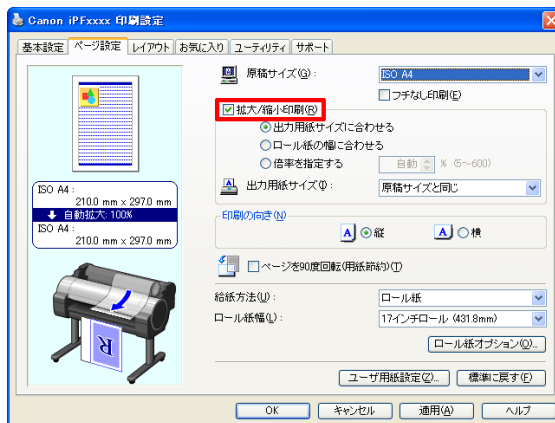 Canon iPFxxxx 印刷設定
基本設定 ページ設定 レイアウト お気に入り ユーティリティ サポート
原稿サイズ(G): ISO A4
フチなし印刷(E)
拡大/縮小印刷(R)
出力用紙サイズに合わせる
ロール紙の幅に合わせる
倍率を指定する 自動 % (5~600)
出力用紙サイズ(I): 原稿サイズと同じ
ISO A4 :
210.0 mm x 297.0 mm
自動拡大: 100%
ISO A4 :
210.0 mm x 297.0 mm
印刷の向き(N)
A 縦 A 横
ページを90度回転(用紙節約)(T)
給紙方法(U): ロール紙
ロール紙幅(L): 17インチロール (431.8mm)
R
ロール紙オプション(O)...
ユーザ用紙設定(Z)... 標準に戻す(F)
OK キャンセル 適用(A) ヘルプ